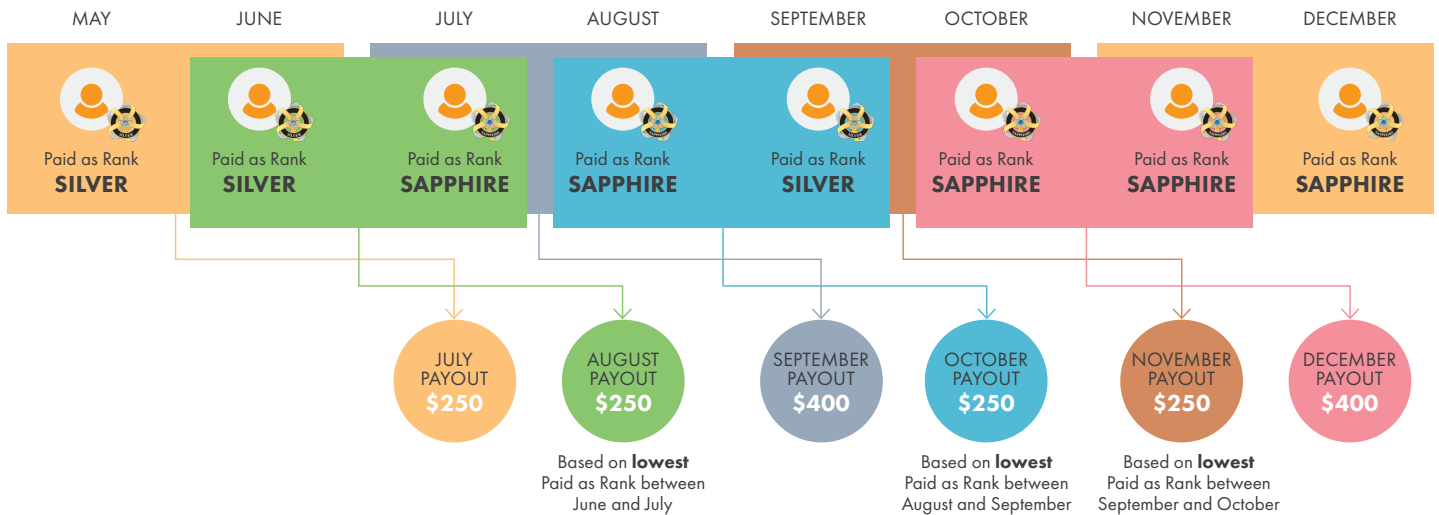 MAY
JUNE
JULY
AUGUST
SEPTEMBER
OCTOBER
NOVEMBER
DECEMBER
Paid as Rank
SILVER
Paid as Rank
SILVER
Paid as Rank
SAPPHIRE
Paid as Rank
SAPPHIRE
Paid as Rank
SILVER
Paid as Rank
SAPPHIRE
Paid as Rank
SAPPHIRE
Paid as Rank
SAPPHIRE
JULY
PAYOUT
$250
AUGUST
PAYOUT
$250
SEPTEMBER
PAYOUT
$400
OCTOBER
PAYOUT
$250
NOVEMBER
PAYOUT
$250
DECEMBER
PAYOUT
$400
Based on lowest
Paid as Rank between
June and July
Based on lowest
Paid as Rank between
August and September
Based on lowest
Paid as Rank between
September and October